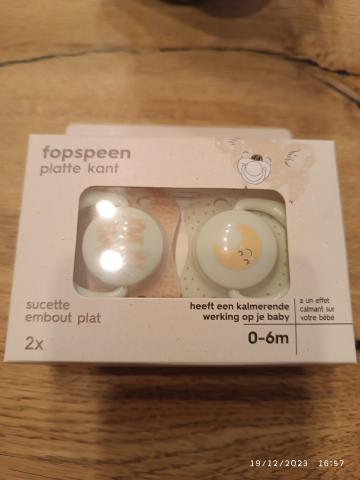 fopspeen
platte kant
sucette
embout plat
2x
heeft een kalmerende
werking op je baby
0-6m
a un effet
calmant sur
votre bébé
19/12/2023 16:57